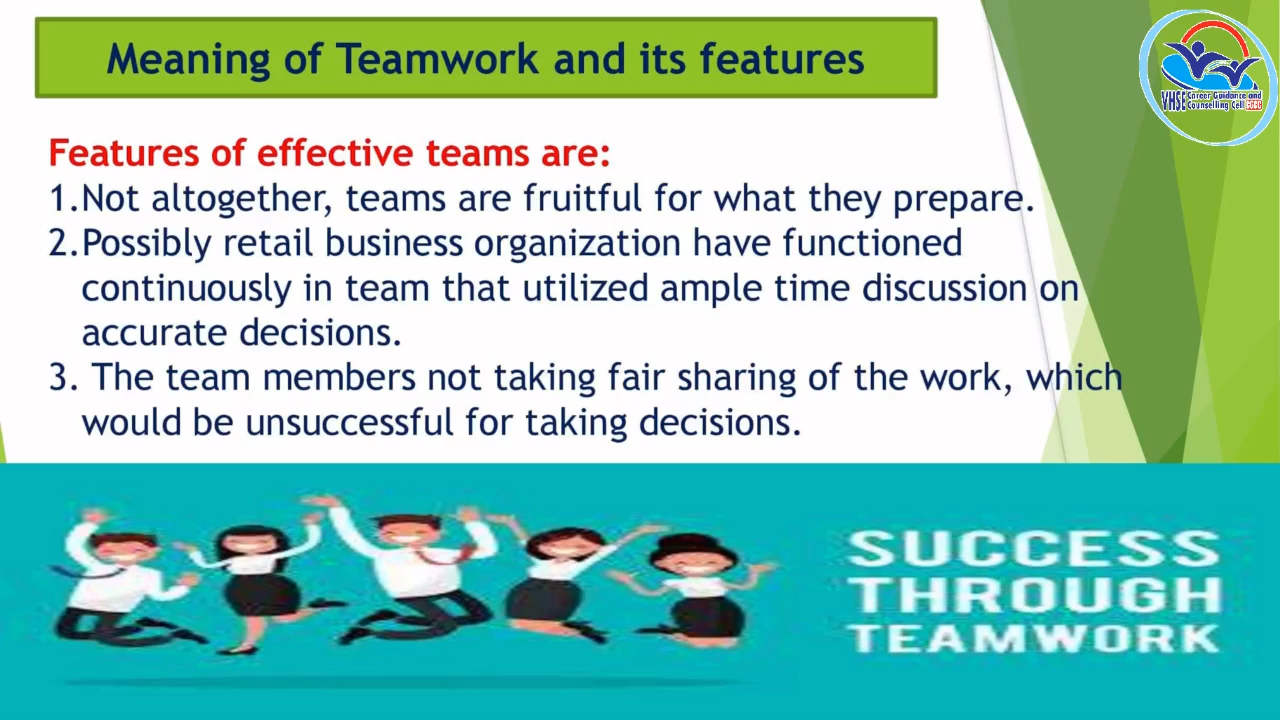 Meaning of Teamwork and its features
VHSE Career Guidance and
Counselling Cell CGCC
Features of effective teams are:
1.Not altogether, teams are fruitful for what they prepare.
2.Possibly retail business organization have functioned
continuously in team that utilized ample time discussion on
accurate decisions.
3. The team members not taking fair sharing of the work, which
would be unsuccessful for taking decisions.
SUCCESS
THROUGH
TEAMWORK